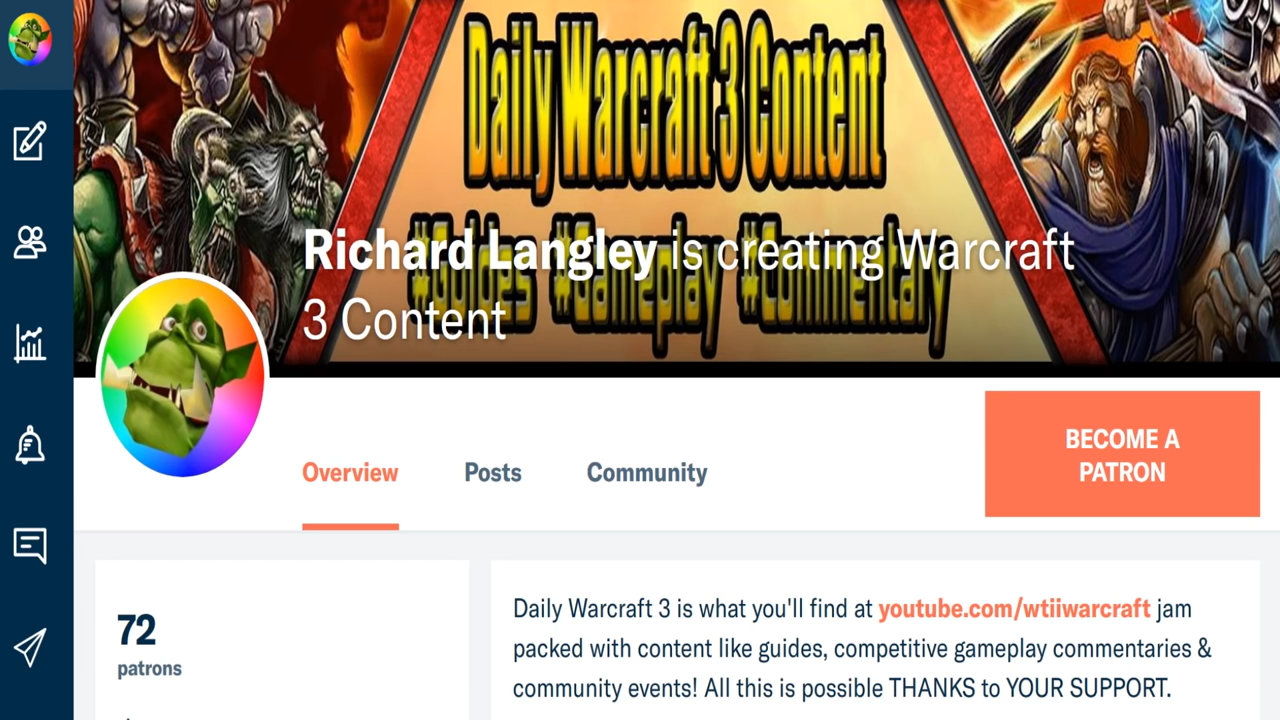 Daily Warcraft 3 Content
#Guides #Gameplay #Commentary
Richard Langley is creating Warcraft
3 Content
BECOME A
PATRON
Overview Posts Community
72
patrons
Daily Warcraft 3 is what you'll find at youtube.com/wtiiwarcraft jam
packed with content like guides, competitive gameplay commentaries &
community events! All this is possible THANKS to YOUR SUPPORT.